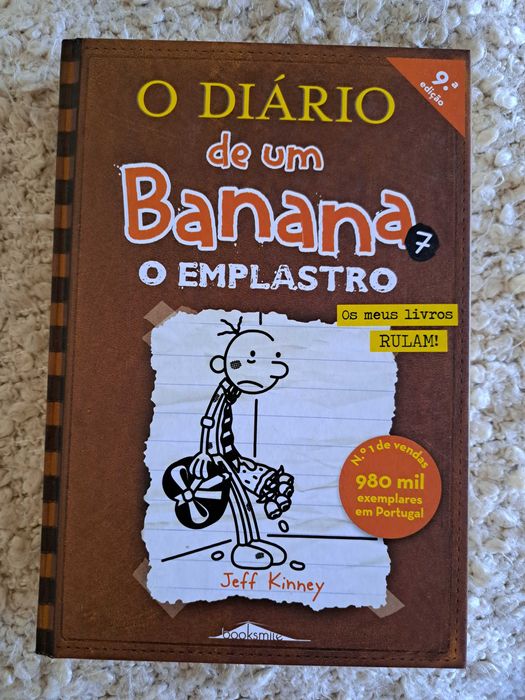 9.ª
edição
O DIÁRIO
de um
Banana
7
O EMPLASTRO
Os meus livros
RULAM!
N.º 1 de vendas
980 mil
exemplares
em Portugal
Jeff Kinney
booksmile